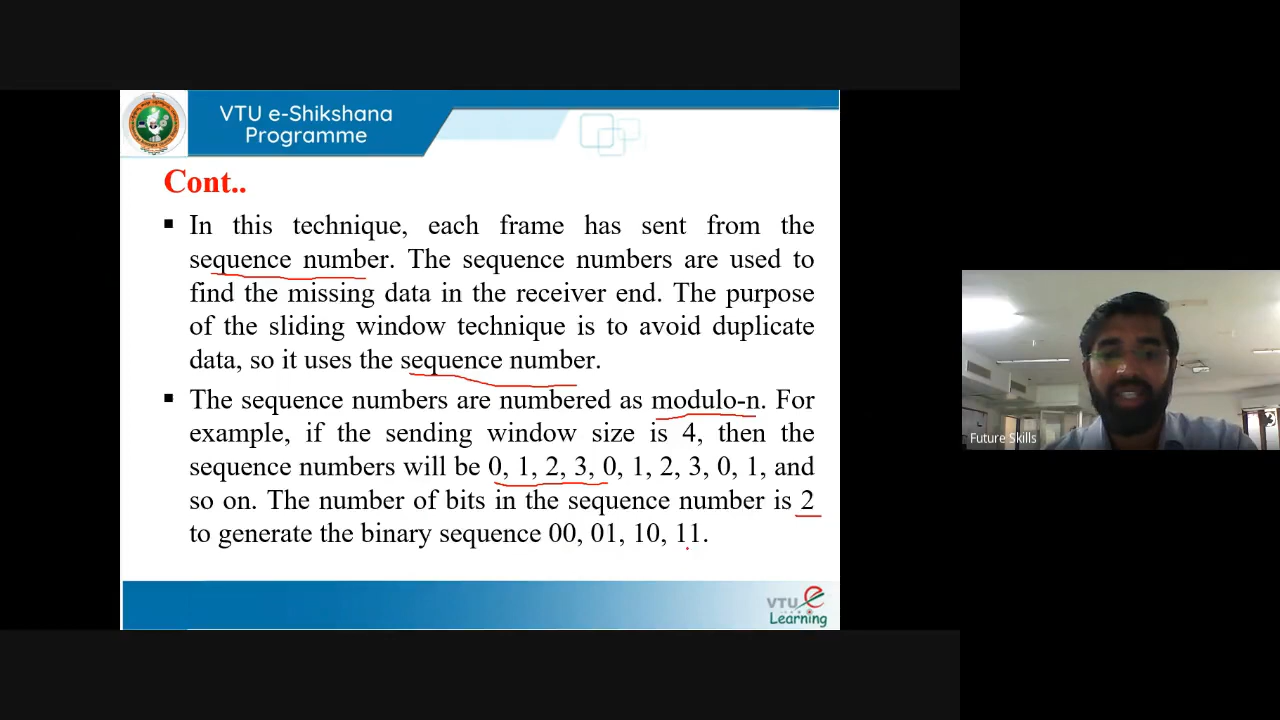 VTU e-Shikshana
Programme
Cont..
▪ In this technique, each frame has sent from the
sequence number. The sequence numbers are used to
find the missing data in the receiver end. The purpose
of the sliding window technique is to avoid duplicate
data, so it uses the sequence number.
▪ The sequence numbers are numbered as modulo-n. For
example, if the sending window size is 4, then the
sequence numbers will be 0, 1, 2, 3, 0, 1, 2, 3, 0, 1, and
so on. The number of bits in the sequence number is 2
to generate the binary sequence 00, 01, 10, 11.
Future Skills
VTU e
Learning